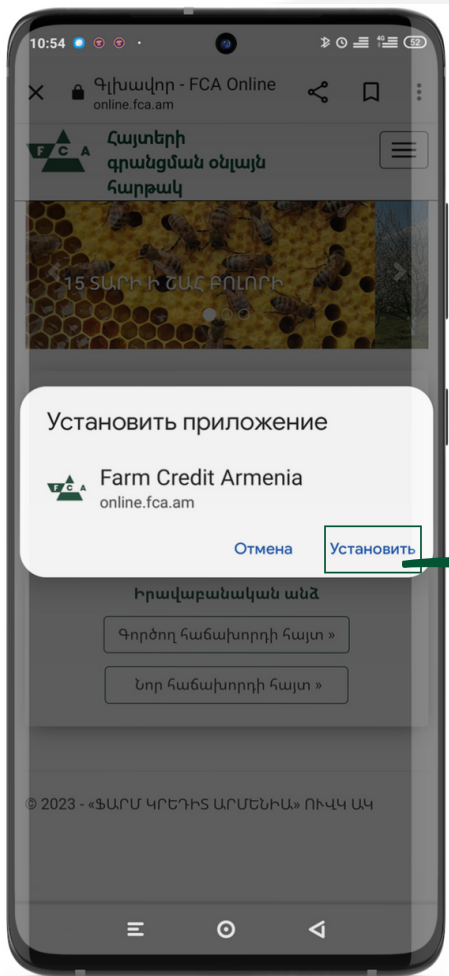 10:54
4G
52
Գլխավոր - FCA Online
online.fca.am
F C A
Հայտերի
գրանցման օնլայն
հարթակ
15 ՏԱՐԻ Ի ՇԱՀ ԲՈԼՈՐԻ
Установить приложение
F C A
Farm Credit Armenia
online.fca.am
Отмена
Установить
Իրավաբանական անձ
Գործող հաճախորդի հայտ »
Նոր հաճախորդի հայտ »
© 2023 - «ՖԱՐՄ ԿՐԵԴԻՏ ԱՐՄԵՆԻԱ» ՈՒՎԿ ԱԿ